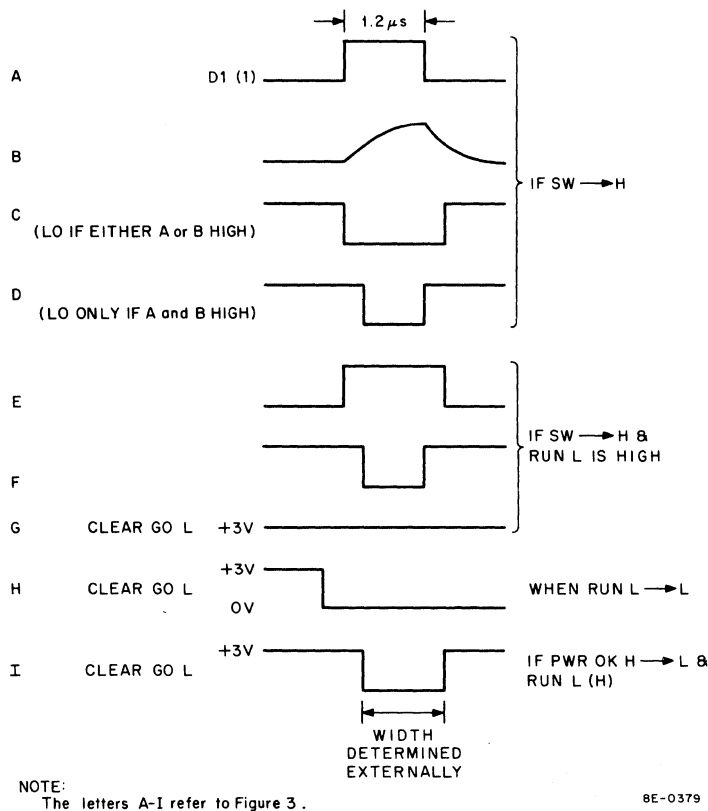 1.2 μs
A D1 (1)
B
IF SW → H
C
(LO IF EITHER A or B HIGH)
D
(LO ONLY IF A and B HIGH)
E
IF SW → H &
RUN L IS HIGH
F
G CLEAR GO L +3V
+3V
H CLEAR GO L WHEN RUN L → L
0V
+3V
I CLEAR GO L IF PWR OK H → L &
RUN L (H)
WIDTH
DETERMINED
EXTERNALLY
NOTE:
The letters A-I refer to Figure 3.
8E-0379